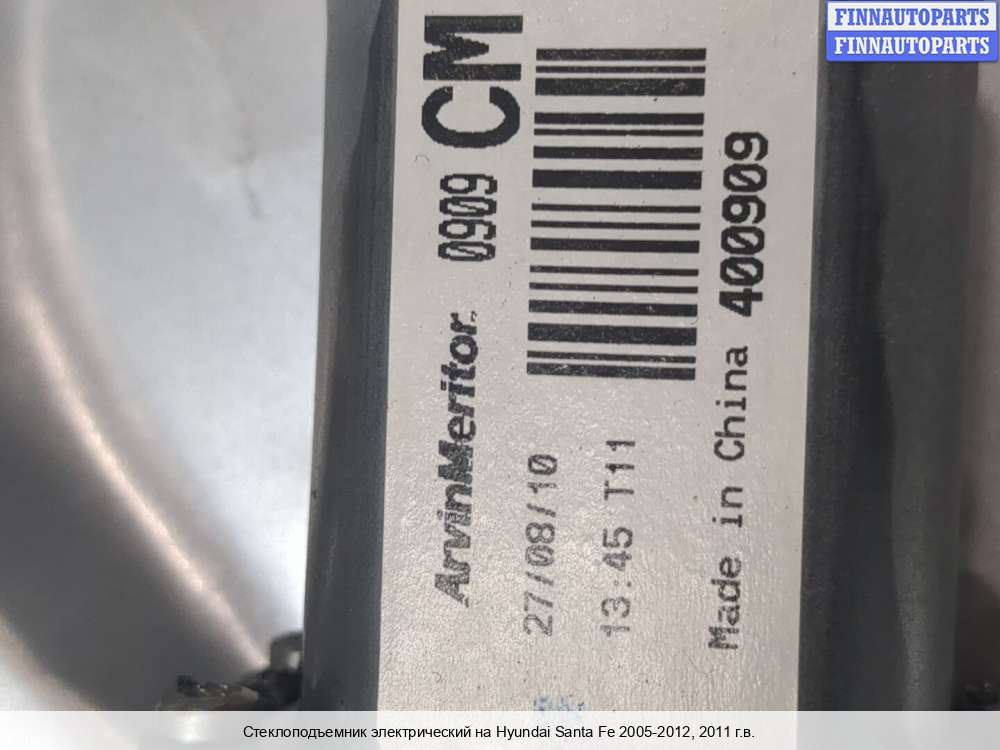 FINNAUTOPARTS
FINNAUTOPARTS
ArvinMeritor. 0909 CM
27/08/10
13:45 T11
Made in China 400909
Стеклоподъемник электрический на Hyundai Santa Fe 2005-2012, 2011 г.в.